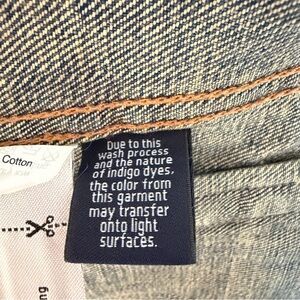 Due to this
wash process
and the nature
of indigo dyes,
the color from
this garment
may transfer
onto light
surfaces.
Cotton